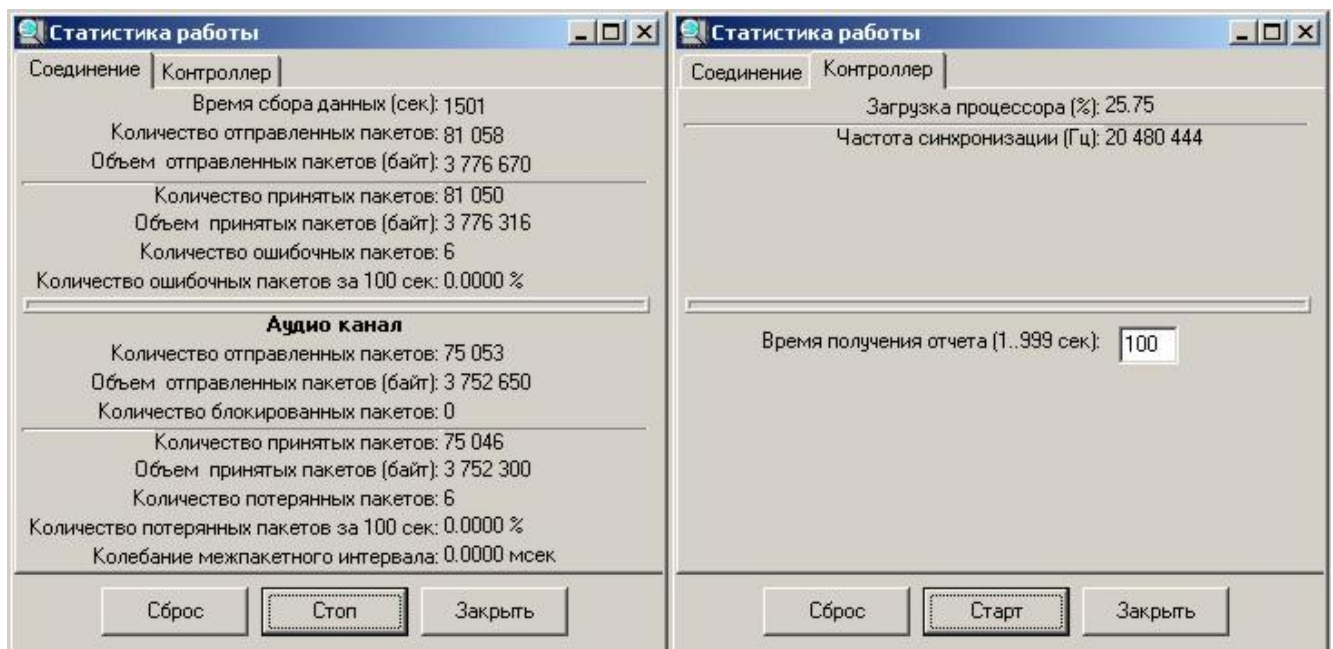 Статистика работы
Соединение Контроллер
Время сбора данных (сек): 1501
Количество отправленных пакетов: 81 058
Объем отправленных пакетов (байт): 3 776 670
Количество принятых пакетов: 81 050
Объем принятых пакетов (байт): 3 776 316
Количество ошибочных пакетов: 6
Количество ошибочных пакетов за 100 сек: 0.0000 %
Аудио канал
Количество отправленных пакетов: 75 053
Объем отправленных пакетов (байт): 3 752 650
Количество блокированных пакетов: 0
Количество принятых пакетов: 75 046
Объем принятых пакетов (байт): 3 752 300
Количество потерянных пакетов: 6
Количество потерянных пакетов за 100 сек: 0.0000 %
Колебание межпакетного интервала: 0.0000 мсек
Сброс Стоп Закрыть
Статистика работы
Соединение Контроллер
Загрузка процессора (%): 25.75
Частота синхронизации (Гц): 20 480 444
Время получения отчета (1..999 сек): 100
Сброс Старт Закрыть